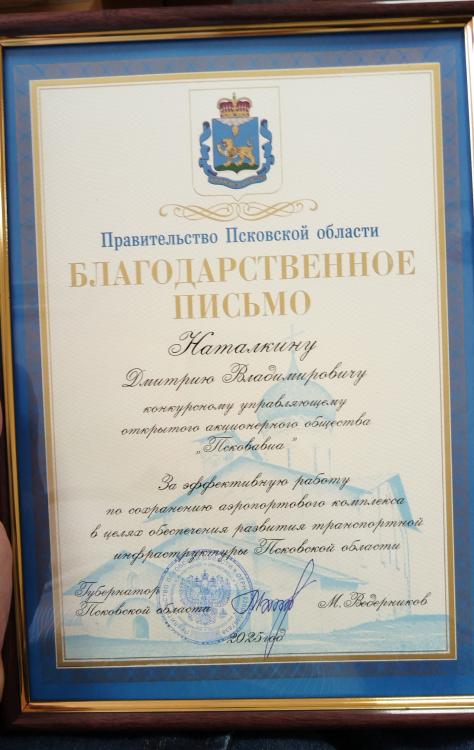 Правительство Псковской области
БЛАГОДАРСТВЕННОЕ
ПИСЬМО
Наталкину
Дмитрию Владимировичу
конкурсному управляющему
открытого акционерного общества
„Псковавиа"
За эффективную работу
по сохранению аэропортового комплекса
в целях обеспечения развития транспортной
инфраструктуры Псковской области
Губернатор
Псковской области
М. Ведерников
2025 год